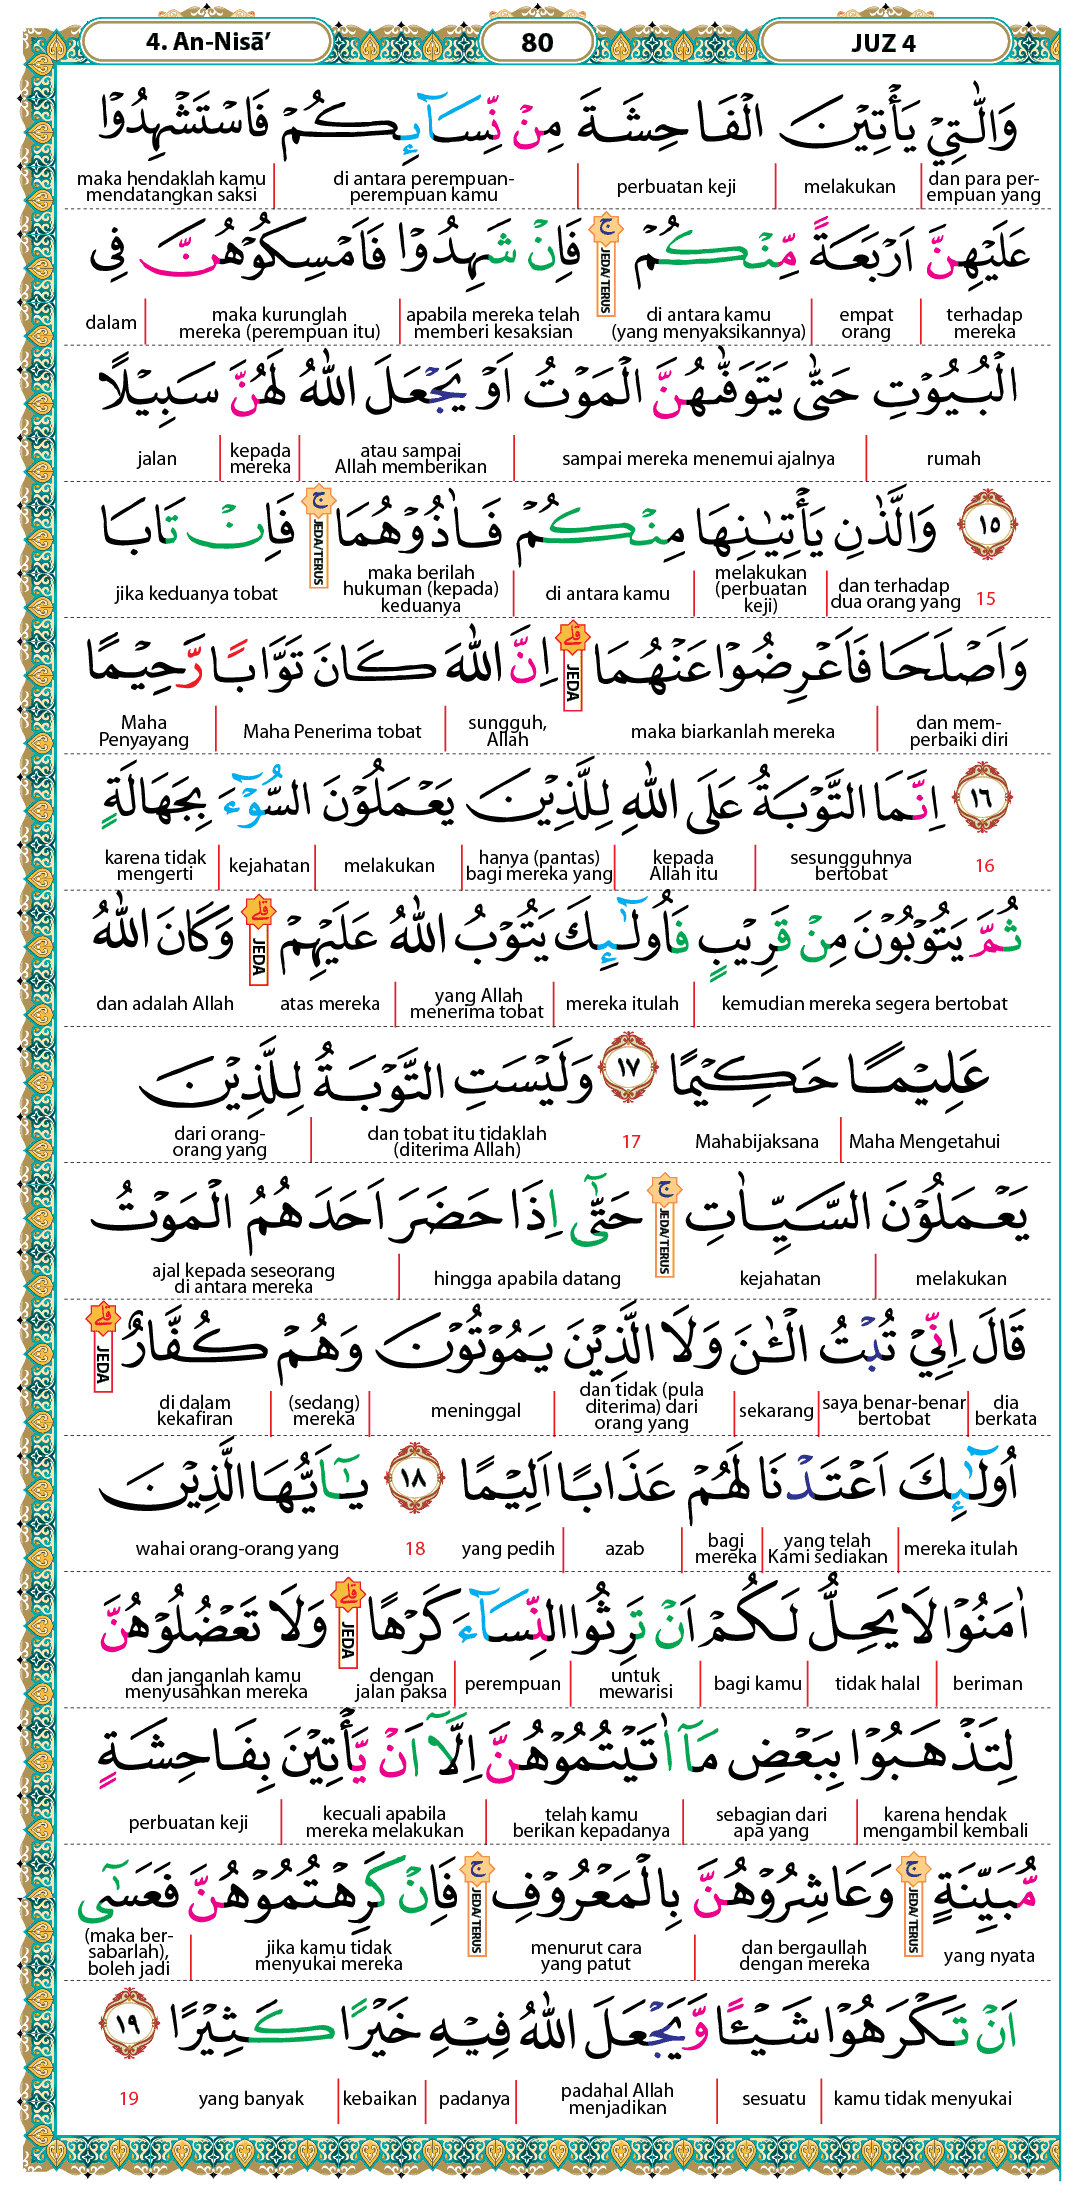 4. An-Nisā’ 80 JUZ 4
وَالّٰتِيْ يَأْتِيْنَ الْفَاحِشَةَ مِنْ نِّسَاۤىِٕكُمْ فَاسْتَشْهِدُوْا
dan para perempuan yang | melakukan | perbuatan keji | di antara perempuan-perempuan kamu | maka hendaklah kamu mendatangkan saksi
عَلَيْهِنَّ اَرْبَعَةً مِّنْكُمْ ۚ فَاِنْ شَهِدُوْا فَاَمْسِكُوْهُنَّ فِى
JEDA/TERUS
terhadap mereka | empat orang | di antara kamu (yang menyaksikannya) | apabila mereka telah memberi kesaksian | maka kurunglah mereka (perempuan itu) | dalam
الْبُيُوْتِ حَتّٰى يَتَوَفّٰىهُنَّ الْمَوْتُ اَوْ يَجْعَلَ اللّٰهُ لَهُنَّ سَبِيْلًا
rumah | sampai mereka menemui ajalnya | atau sampai Allah memberikan | kepada mereka | jalan
١٥ وَالَّذٰنِ يَأْتِيٰنِهَا مِنْكُمْ فَاٰذُوْهُمَا ۚ فَاِنْ تَابَا
JEDA/TERUS
15 dan terhadap dua orang yang | melakukan (perbuatan keji) | di antara kamu | maka berilah hukuman (kepada) keduanya | jika keduanya tobat
وَاَصْلَحَا فَاَعْرِضُوْا عَنْهُمَا ۗ اِنَّ اللّٰهَ كَانَ تَوَّابًا رَّحِيْمًا
JEDA
dan memperbaiki diri | maka biarkanlah mereka | sungguh, Allah | Maha Penerima tobat | Maha Penyayang
١٦ اِنَّمَا التَّوْبَةُ عَلَى اللّٰهِ لِلَّذِيْنَ يَعْمَلُوْنَ السُّوْۤءَ بِجَهَالَةٍ
16 sesungguhnya bertobat | kepada Allah itu | hanya (pantas) bagi mereka yang | melakukan | kejahatan | karena tidak mengerti
ثُمَّ يَتُوْبُوْنَ مِنْ قَرِيْبٍ فَاُولٰۤىِٕكَ يَتُوْبُ اللّٰهُ عَلَيْهِمْ ۗ وَكَانَ اللّٰهُ
JEDA
kemudian mereka segera bertobat | mereka itulah | yang Allah menerima tobat | atas mereka | dan adalah Allah
عَلِيْمًا حَكِيْمًا ١٧ وَلَيْسَتِ التَّوْبَةُ لِلَّذِيْنَ
Maha Mengetahui | Mahabijaksana 17 dan tobat itu tidaklah (diterima Allah) | dari orang-orang yang
يَعْمَلُوْنَ السَّيِّاٰتِ ۚ حَتّٰىٓ اِذَا حَضَرَ اَحَدَهُمُ الْمَوْتُ
JEDA/TERUS
melakukan | kejahatan | hingga apabila datang | ajal kepada seseorang di antara mereka
قَالَ اِنِّيْ تُبْتُ الْـٰٔنَ وَلَا الَّذِيْنَ يَمُوْتُوْنَ وَهُمْ كُفَّارٌ ۗ
JEDA
dia berkata | saya benar-benar bertobat | sekarang | dan tidak (pula diterima) dari orang yang | meninggal | (sedang) mereka | di dalam kekafiran
اُولٰۤىِٕكَ اَعْتَدْنَا لَهُمْ عَذَابًا اَلِيْمًا ١٨ يٰٓاَيُّهَا الَّذِيْنَ
mereka itulah | yang telah Kami sediakan | bagi mereka | azab | yang pedih 18 wahai orang-orang yang
اٰمَنُوْا لَا يَحِلُّ لَكُمْ اَنْ تَرِثُوا النِّسَاۤءَ كَرْهًا ۗ وَلَا تَعْضُلُوْهُنَّ
JEDA
beriman | tidak halal | bagi kamu | untuk mewarisi | perempuan | dengan jalan paksa | dan janganlah kamu menyusahkan mereka
لِتَذْهَبُوْا بِبَعْضِ مَآ اٰتَيْتُمُوْهُنَّ اِلَّآ اَنْ يَّأْتِيْنَ بِفَاحِشَةٍ
karena hendak mengambil kembali | sebagian dari apa yang | telah kamu berikan kepadanya | kecuali apabila mereka melakukan | perbuatan keji
مُّبَيِّنَةٍ ۚ وَعَاشِرُوْهُنَّ بِالْمَعْرُوْفِ ۚ فَاِنْ كَرِهْتُمُوْهُنَّ فَعَسٰٓى
JEDA/TERUS JEDA/TERUS
yang nyata | dan bergaullah dengan mereka | menurut cara yang patut | jika kamu tidak menyukai mereka | (maka bersabarlah), boleh jadi
اَنْ تَكْرَهُوْا شَيْـًٔا وَّيَجْعَلَ اللّٰهُ فِيْهِ خَيْرًا كَثِيْرًا ١٩
kamu tidak menyukai | sesuatu | padahal Allah menjadikan | padanya | kebaikan | yang banyak 19